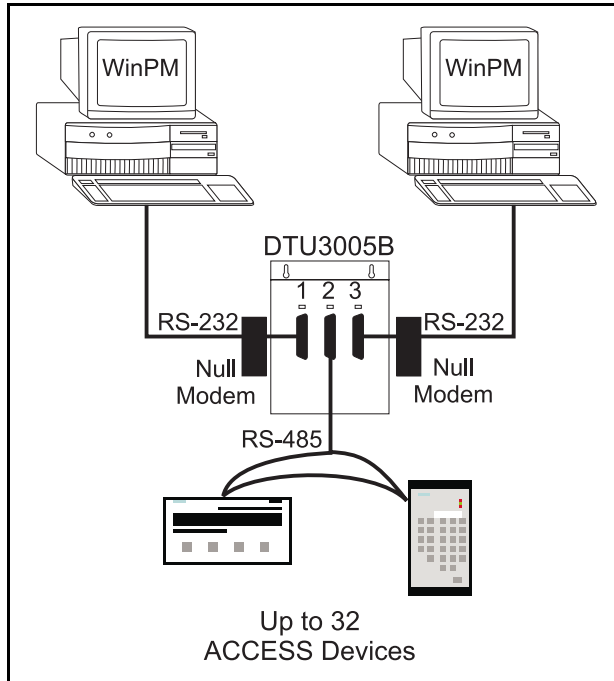 WinPM
WinPM
DTU3005B
1 2 3
RS-232
RS-232
Null
Modem
Null
Modem
RS-485
Up to 32
ACCESS Devices